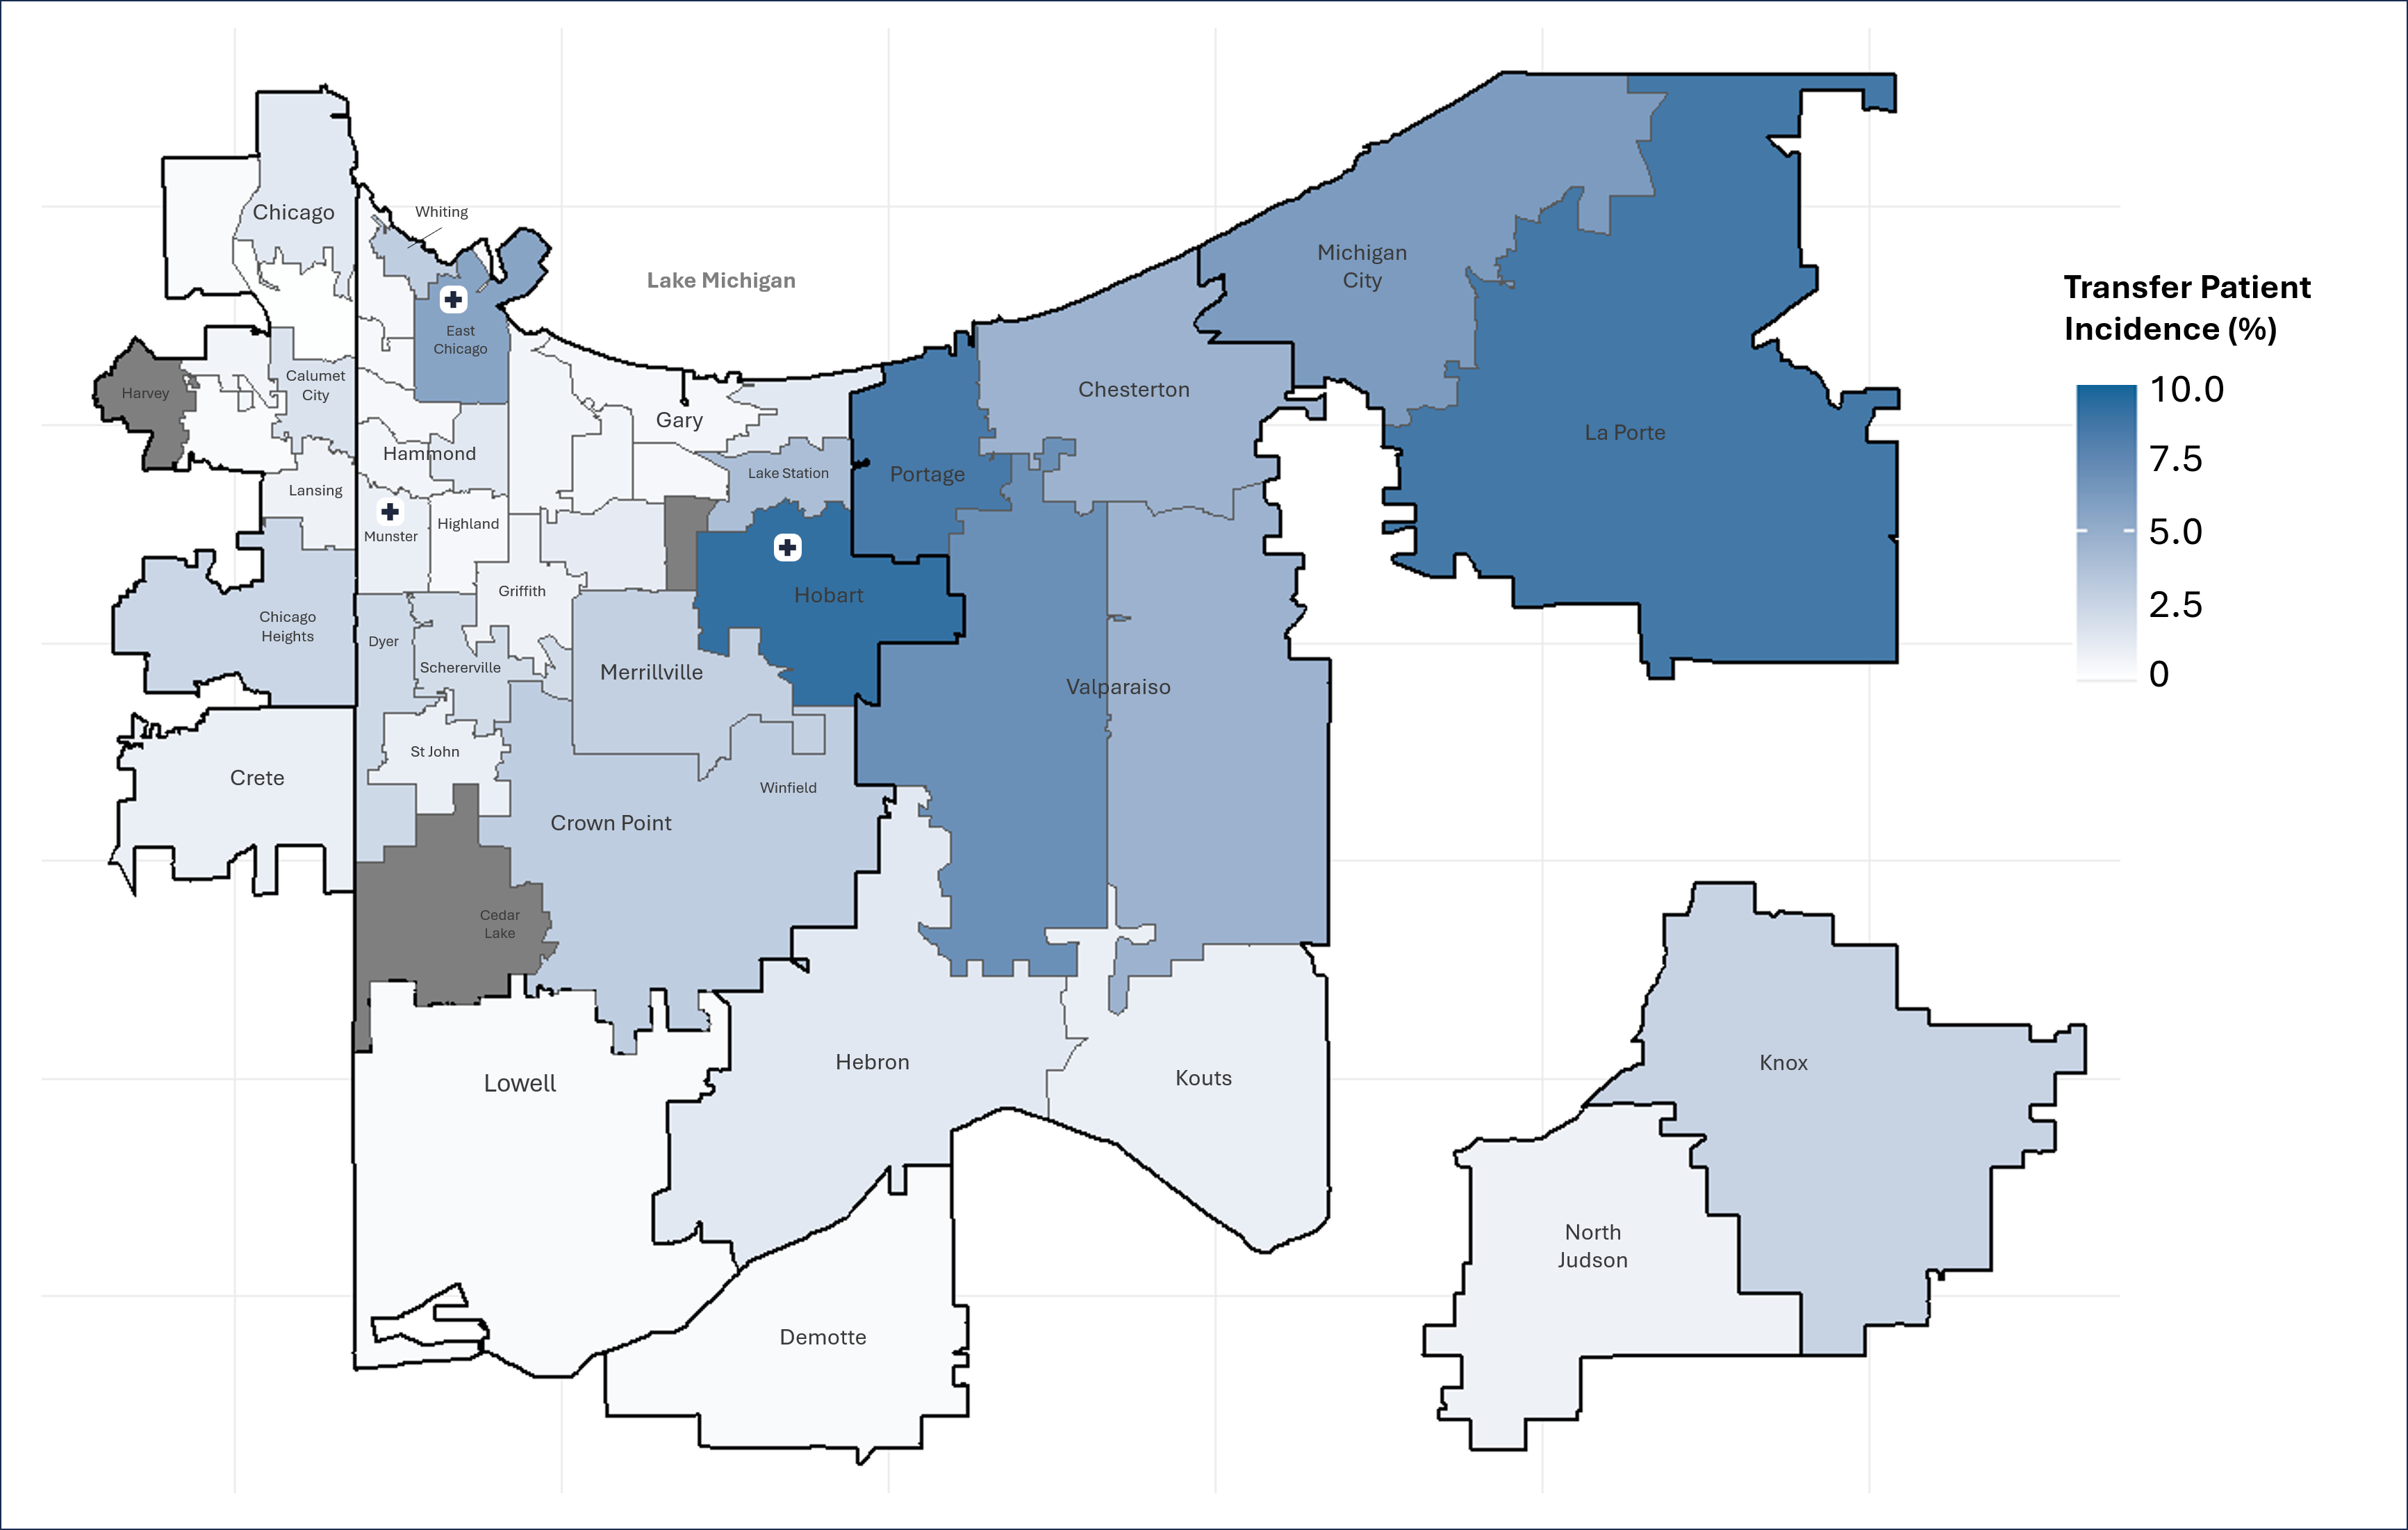 Chicago
Whiting
Lake Michigan
Michigan
City
Transfer Patient
Incidence (%)
10.0
7.5
5.0
2.5
0
East
Chicago
Calumet
City
Harvey
Chesterton
Gary
La Porte
Hammond
Lake Station
Portage
Lansing
Highland
Munster
Griffith
Hobart
Chicago
Heights
Dyer
Schererville
Merrillville
Valparaiso
St John
Crete
Winfield
Crown Point
Cedar
Lake
Hebron
Kouts
Knox
Lowell
North
Judson
Demotte